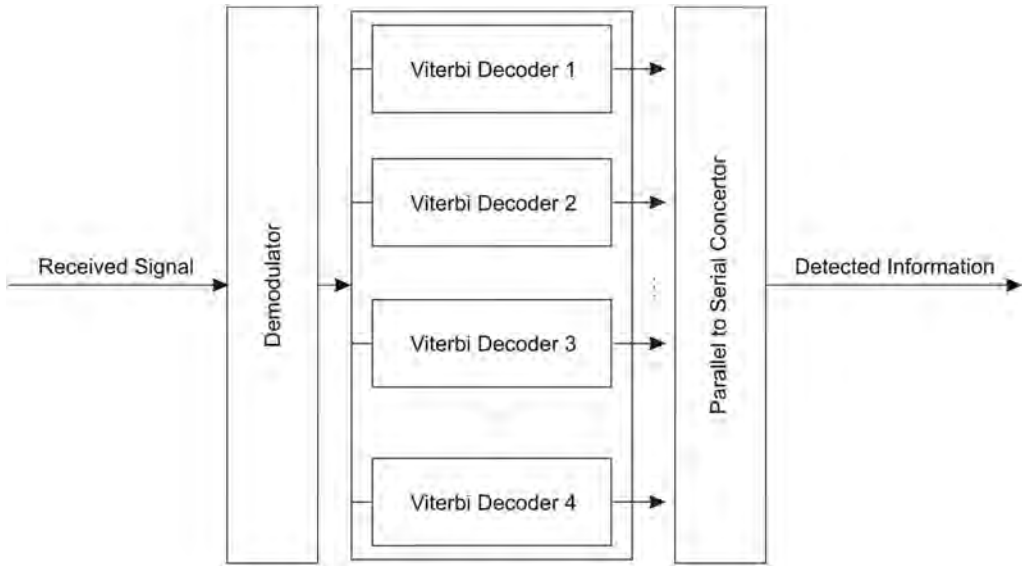 Received Signal
Demodulator
Viterbi Decoder 1
Viterbi Decoder 2
Viterbi Decoder 3
Viterbi Decoder 4
Parallel to Serial Concertor
Detected Information